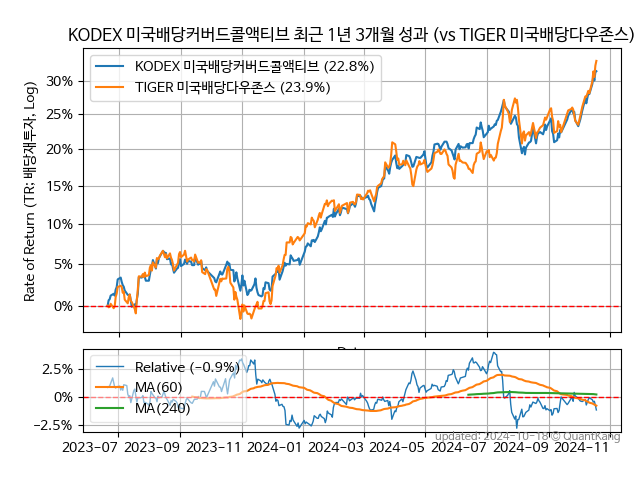 KODEX 미국배당커버드콜액티브 최근 1년 3개월 성과 (vs TIGER 미국배당다우존스)
KODEX 미국배당커버드콜액티브 (22.8%)
TIGER 미국배당다우존스 (23.9%)
Rate of Return (TR: 배당재투자, Log)
30%
25%
20%
15%
10%
5%
0%
Relative (−0.9%)
MA(60)
MA(240)
2.5%
0.0%
−2.5%
2023-07 2023-09 2023-11 2024-01 2024-03 2024-05 2024-07 2024-09 2024-11
updated: 2024-10-18 © QuantKang